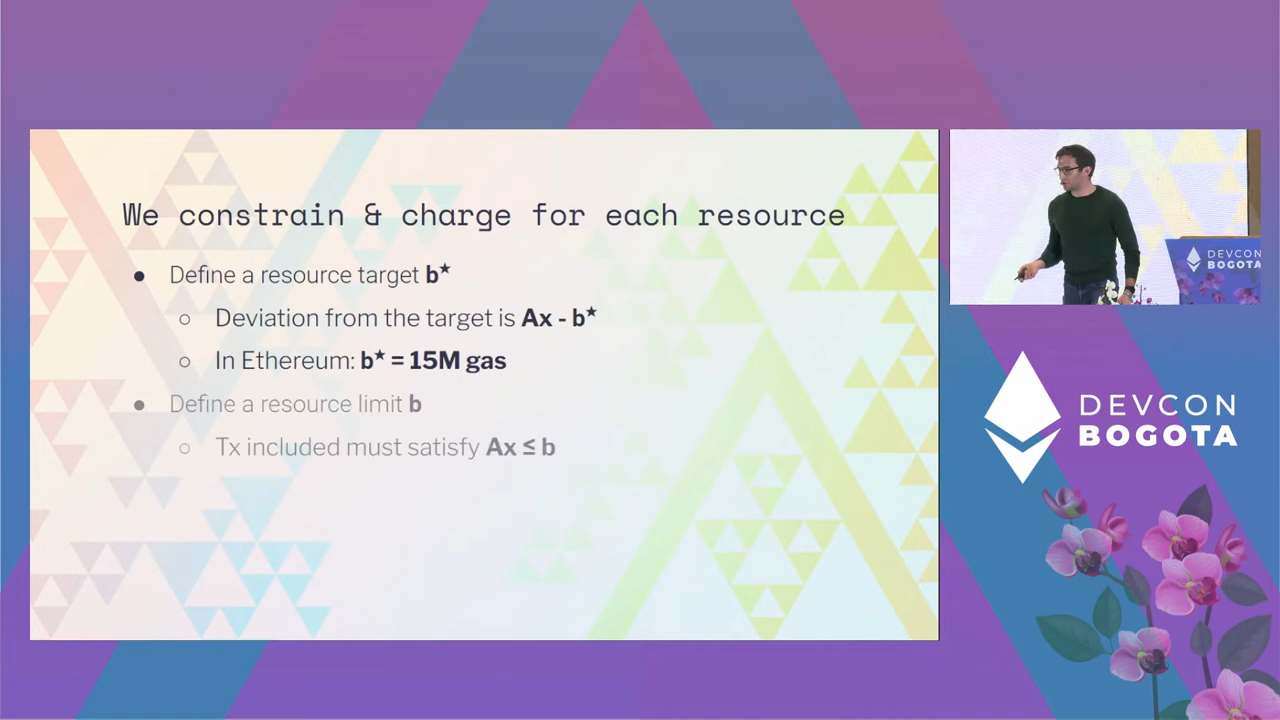 We constrain & charge for each resource
● Define a resource target b★
○ Deviation from the target is Ax - b★
○ In Ethereum: b★ = 15M gas
● Define a resource limit b
○ Tx included must satisfy Ax ≤ b
DEVCON
BOGOTA
DEVCON
BOGOTA